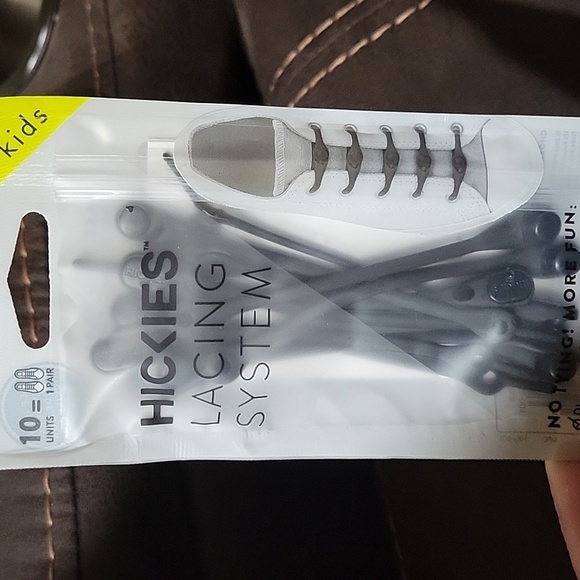 kids
HICKIES™
LACING
SYSTEM
10 =
UNITS 1 PAIR
NO TYING! MORE FUN: